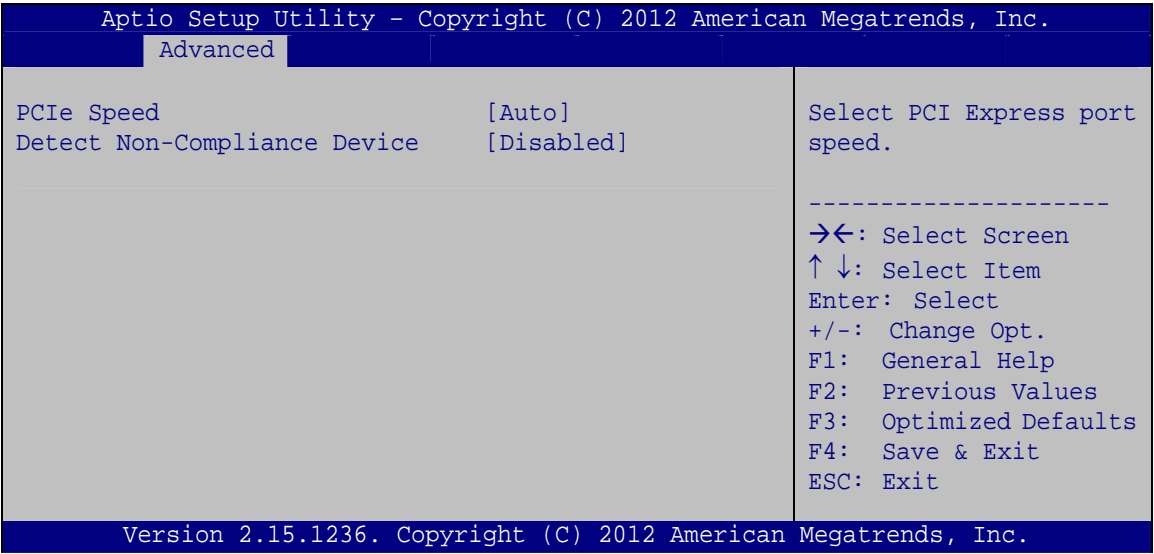 Aptio Setup Utility – Copyright (C) 2012 American Megatrends, Inc.
Advanced
PCIe Speed [Auto]
Detect Non-Compliance Device [Disabled]
Select PCI Express port
speed.
---------------------
→←: Select Screen
↑ ↓: Select Item
Enter: Select
+/-: Change Opt.
F1: General Help
F2: Previous Values
F3: Optimized Defaults
F4: Save & Exit
ESC: Exit
Version 2.15.1236. Copyright (C) 2012 American Megatrends, Inc.